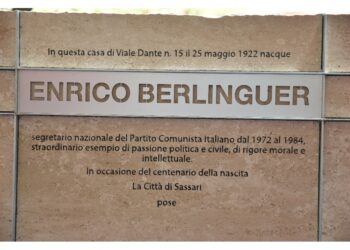 In questa casa di Viale Dante n. 15 il 25 maggio 1922 nacque
ENRICO BERLINGUER
segretario nazionale del Partito Comunista Italiano dal 1972 al 1984,
straordinario esempio di passione politica e civile, di rigore morale e
intellettuale.
In occasione del centenario della nascita
La Città di Sassari
pose